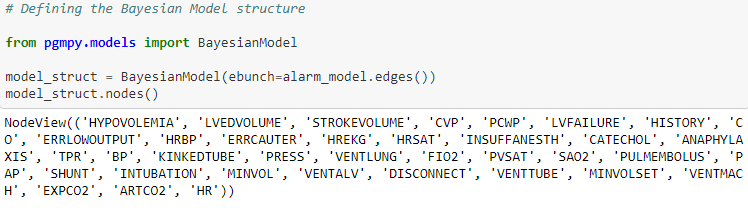 # Defining the Bayesian Model structure
from pgmpy.models import BayesianModel
model_struct = BayesianModel(ebunch=alarm_model.edges())
model_struct.nodes()
NodeView(('HYPOVOLEMIA', 'LVEDVOLUME', 'STROKEVOLUME', 'CVP', 'PCWP', 'LVFAILURE', 'HISTORY', 'C
O', 'ERRLOWOUTPUT', 'HRBP', 'ERRCAUTER', 'HREKG', 'HRSAT', 'INSUFFANESTH', 'CATECHOL', 'ANAPHYLA
XIS', 'TPR', 'BP', 'KINKEDTUBE', 'PRESS', 'VENTLUNG', 'FIO2', 'PVSAT', 'SAO2', 'PULMEMBOLUS', 'P
AP', 'SHUNT', 'INTUBATION', 'MINVOL', 'VENTALV', 'DISCONNECT', 'VENTTUBE', 'MINVOLSET', 'VENTMAC
H', 'EXPCO2', 'ARTCO2', 'HR'))